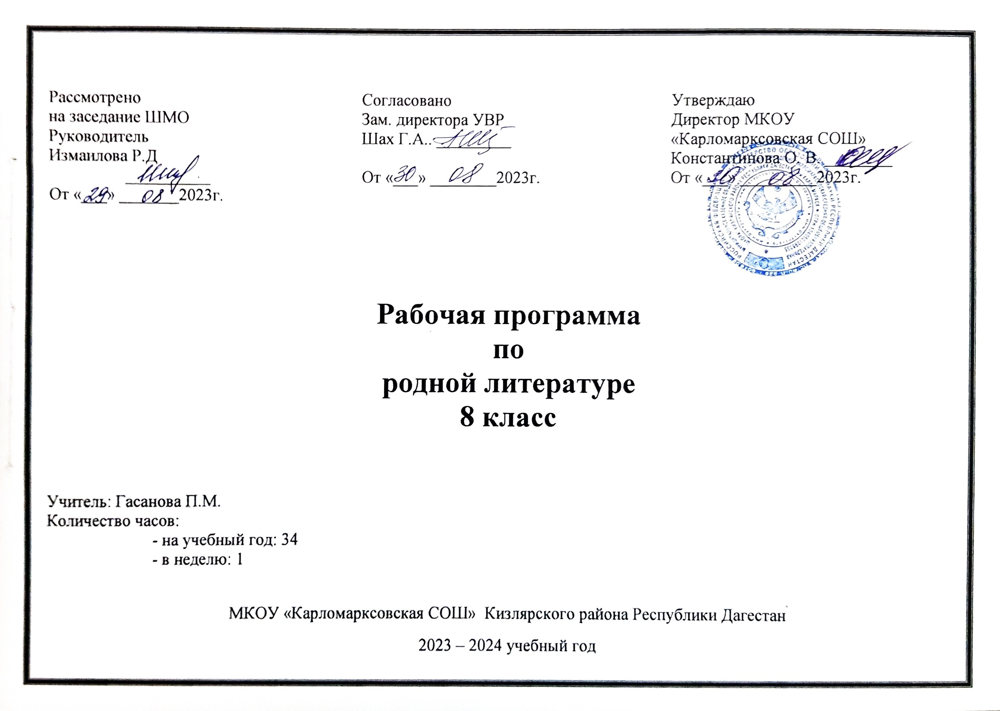 Рассмотрено
на заседание ШМО
Руководитель
Измаилова Р.Д
От «29» 08 2023г.
Согласовано
Зам. директора УВР_
Шах Г.А..
От «30» 08 2023г.
Утверждаю
Директор МКОУ
«Карломарксовская СОШ»
Константинова О. В.
От «30» 08 2023г.
Рабочая программа
по
родной литературе
8 класс
Учитель: Гасанова П.М.
Количество часов:
- на учебный год: 34
- в неделю: 1
МКОУ «Карломарксовская СОШ» Кизлярского района Республики Дагестан
2023 – 2024 учебный год